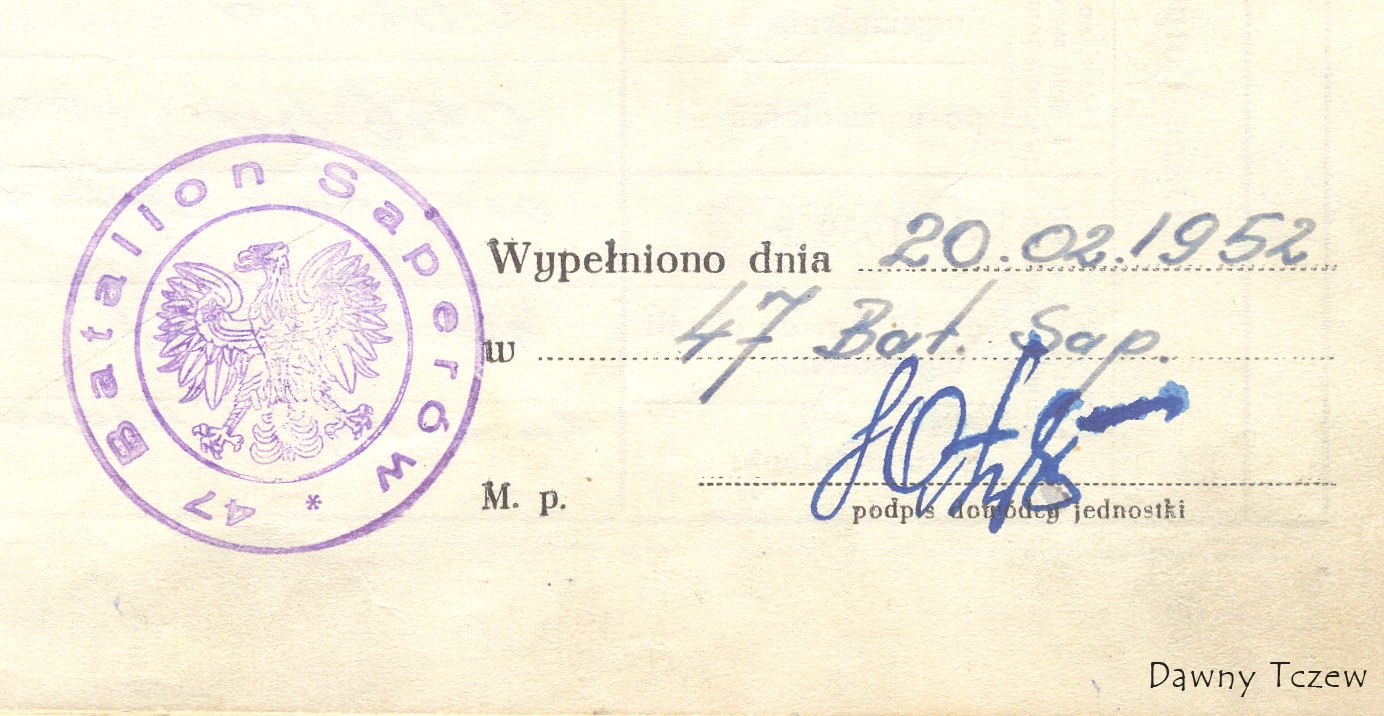 47 Batalion Saperów *
Wypełniono dnia 20.02.1952
w 47 Bat. Sap.
M. p.
podpis dowódcy jednostki
Dawny Tczew